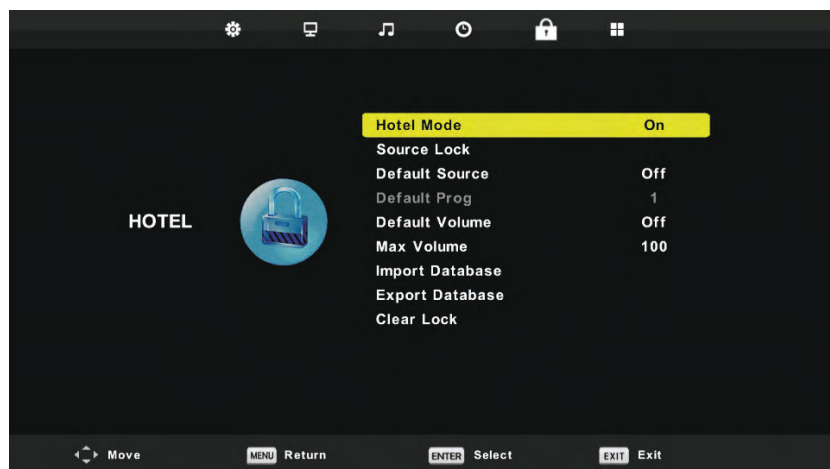 Hotel Mode On
Source Lock
Default Source Off
Default Prog 1
HOTEL
Default Volume Off
Max Volume 100
Import Database
Export Database
Clear Lock
Move MENU Return ENTER Select EXIT Exit